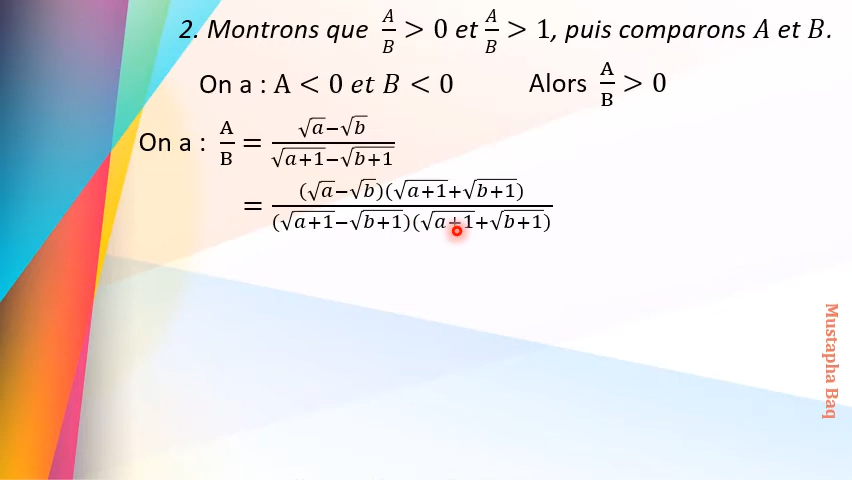 2. Montrons que A/B > 0 et A/B > 1, puis comparons A et B.
On a : A < 0 et B < 0 Alors A/B > 0
On a : A/B = (√a−√b)/(√a+1−√b+1)
= (√a−√b)(√a+1+√b+1)/(√a+1−√b+1)(√a+1+√b+1)
Mustapha Baq